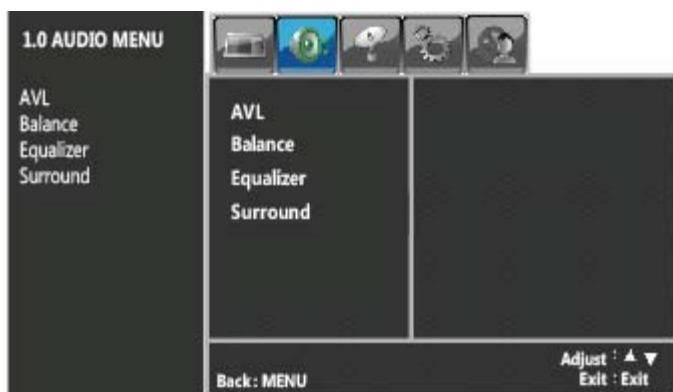 1.0 AUDIO MENU
AVL
Balance
Equalizer
Surround
AVL
Balance
Equalizer
Surround
Back: MENU
Adjust : ▲ ▼
Exit : Exit